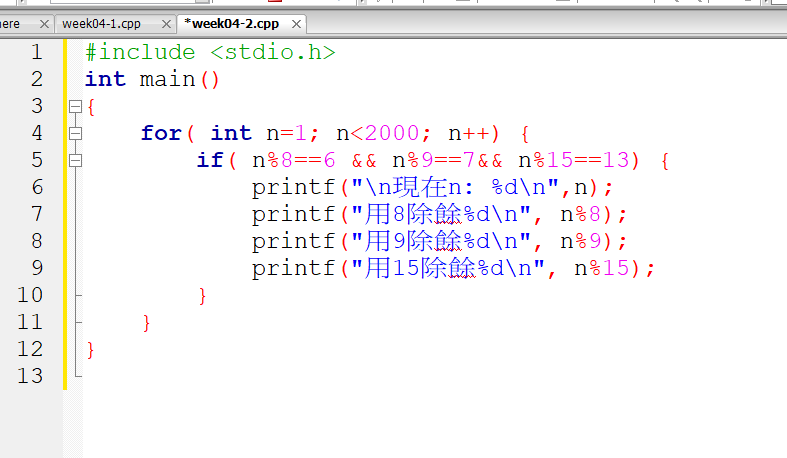 ere week04-1.cpp *week04-2.cpp
1 #include <stdio.h>
2 int main()
3 {
4     for( int n=1; n<2000; n++) {
5         if( n%8==6 && n%9==7&& n%15==13) {
6             printf("\n現在n: %d\n",n);
7             printf("用8除餘%d\n", n%8);
8             printf("用9除餘%d\n", n%9);
9             printf("用15除餘%d\n", n%15);
10         }
11     }
12 }
13